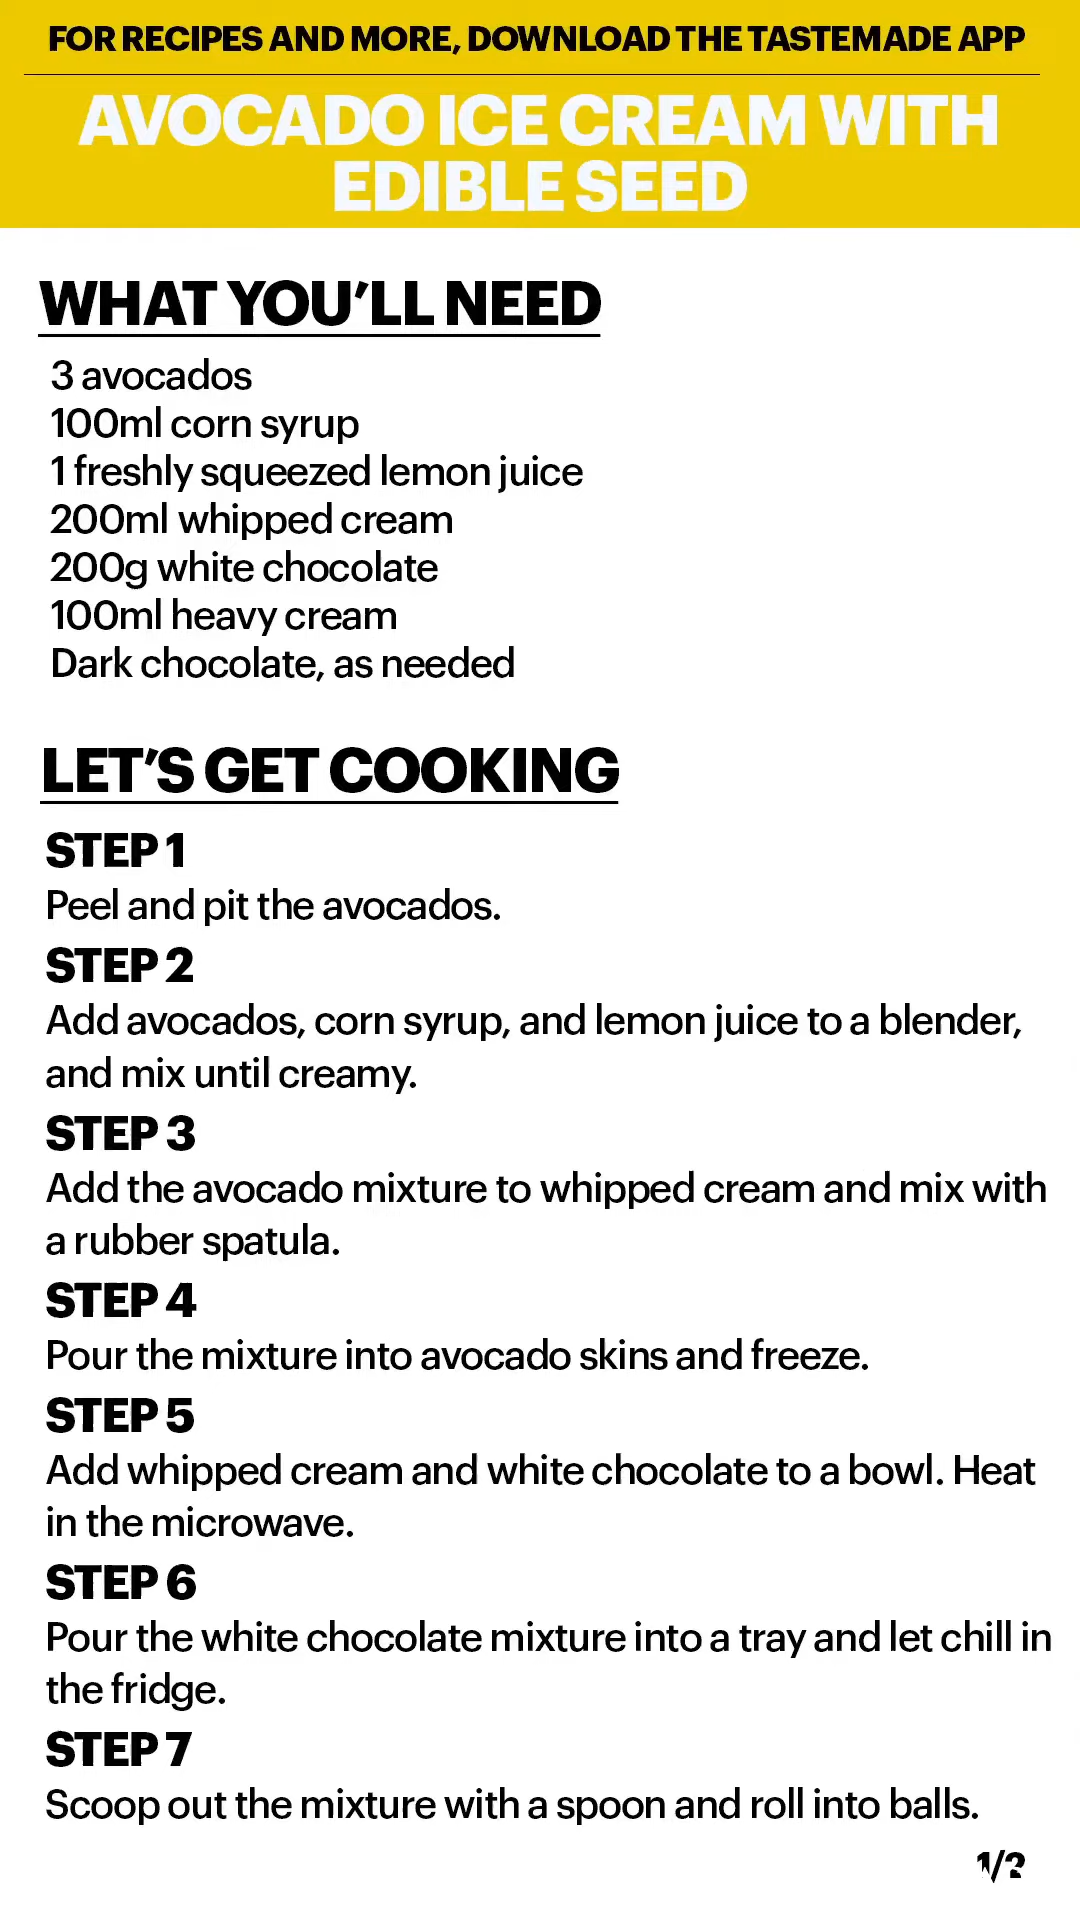 FOR RECIPES AND MORE, DOWNLOAD THE TASTEMADE APP
AVOCADO ICE CREAM WITH
EDIBLE SEED
WHAT YOU'LL NEED
3 avocados
100ml corn syrup
1 freshly squeezed lemon juice
200ml whipped cream
200g white chocolate
100ml heavy cream
Dark chocolate, as needed
LET'S GET COOKING
STEP 1
Peel and pit the avocados.
STEP 2
Add avocados, corn syrup, and lemon juice to a blender,
and mix until creamy.
STEP 3
Add the avocado mixture to whipped cream and mix with
a rubber spatula.
STEP 4
Pour the mixture into avocado skins and freeze.
STEP 5
Add whipped cream and white chocolate to a bowl. Heat
in the microwave.
STEP 6
Pour the white chocolate mixture into a tray and let chill in
the fridge.
STEP 7
Scoop out the mixture with a spoon and roll into balls.
1/2